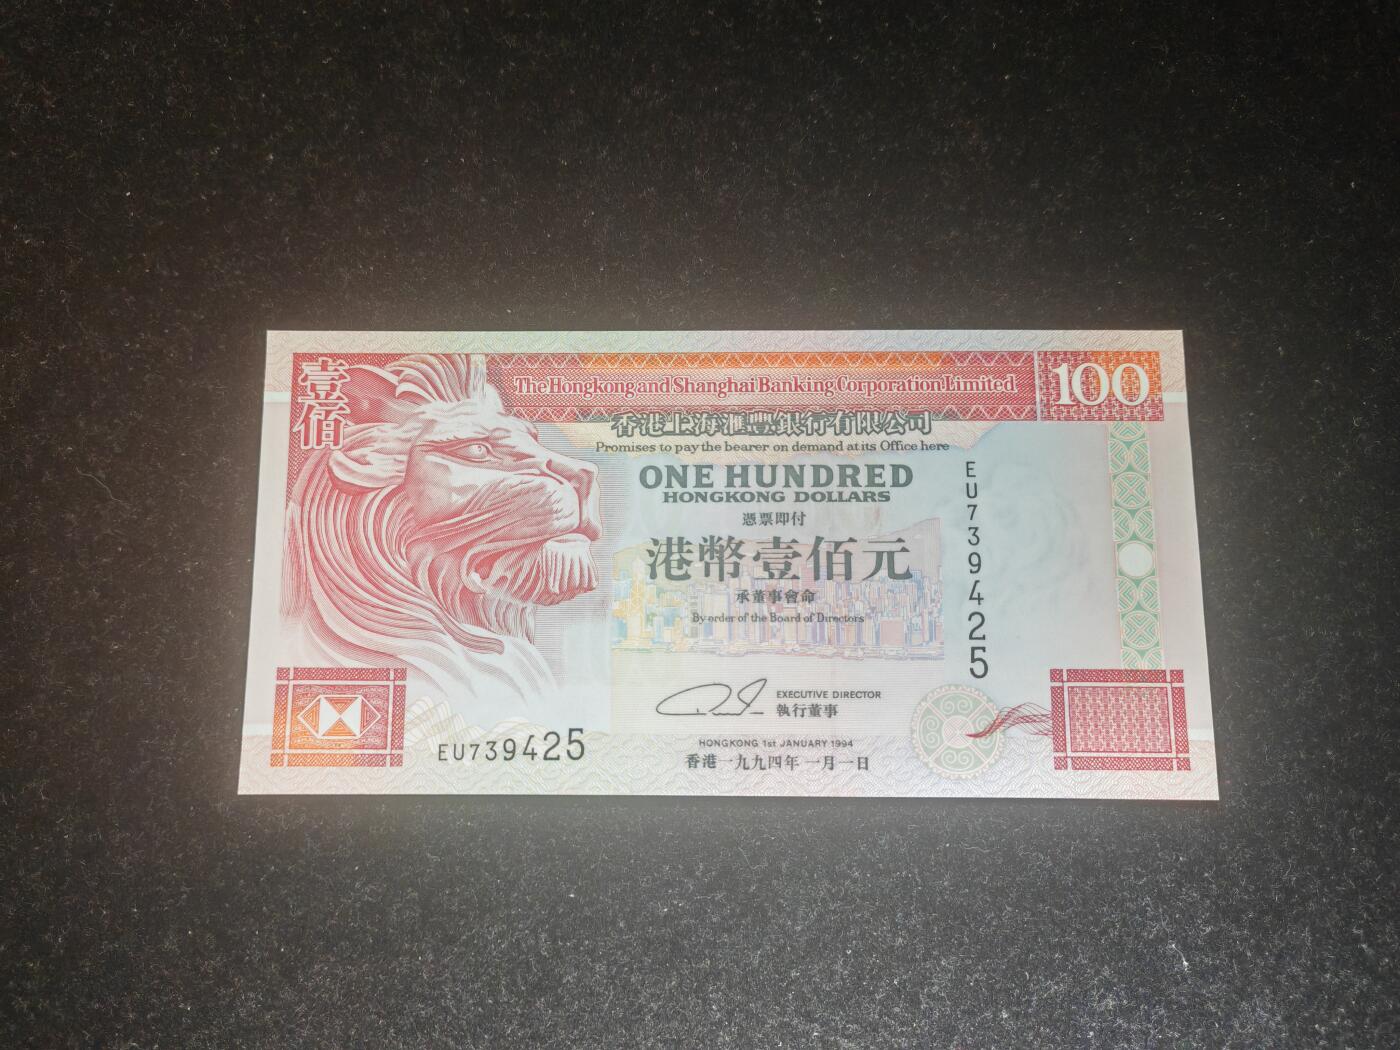 壹佰
The Hongkong and Shanghai Banking Corporation Limited
100
香港上海滙豐銀行有限公司
Promises to pay the bearer on demand at its Office here
ONE HUNDRED
HONGKONG DOLLARS
憑票即付
港幣壹佰元
承董事會命
By order of the Board of Directors
EU739425
EXECUTIVE DIRECTOR
執行董事
EU739425
HONGKONG 1st JANUARY 1994
香港一九九四年一月一日